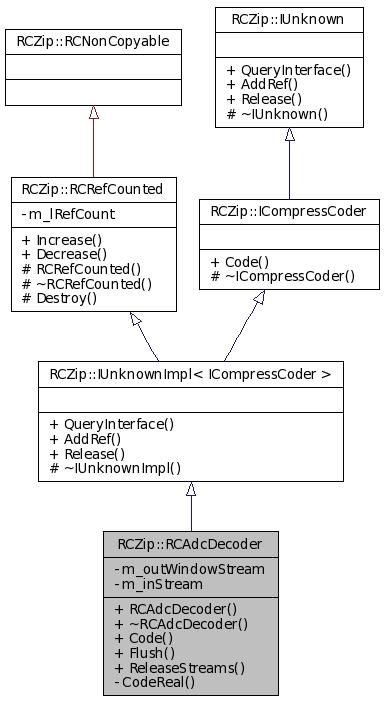 RCZip::IUnknown
+ QueryInterface()
+ AddRef()
+ Release()
# ~IUnknown()
RCZip::RCNonCopyable
RCZip::RCRefCounted
- m_lRefCount
+ Increase()
+ Decrease()
# RCRefCounted()
# ~RCRefCounted()
# Destroy()
RCZip::ICompressCoder
+ Code()
# ~ICompressCoder()
RCZip::IUnknownImpl< ICompressCoder >
+ QueryInterface()
+ AddRef()
+ Release()
# ~IUnknownImpl()
RCZip::RCAdcDecoder
- m_outWindowStream
- m_inStream
+ RCAdcDecoder()
+ ~RCAdcDecoder()
+ Code()
+ Flush()
+ ReleaseStreams()
- CodeReal()